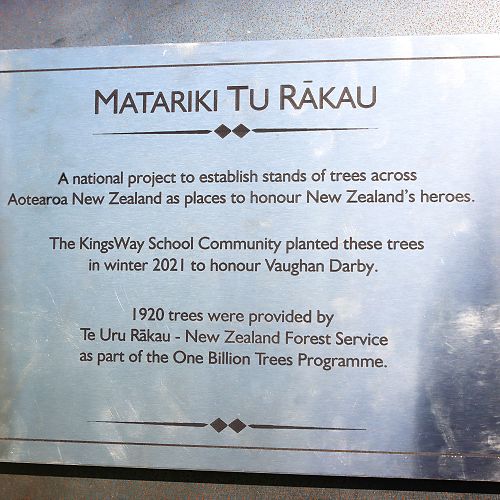 MATARIKI TU RĀKAU
A national project to establish stands of trees across
Aotearoa New Zealand as places to honour New Zealand's heroes.
The KingsWay School Community planted these trees
in winter 2021 to honour Vaughan Darby.
1920 trees were provided by
Te Uru Rākau - New Zealand Forest Service
as part of the One Billion Trees Programme.